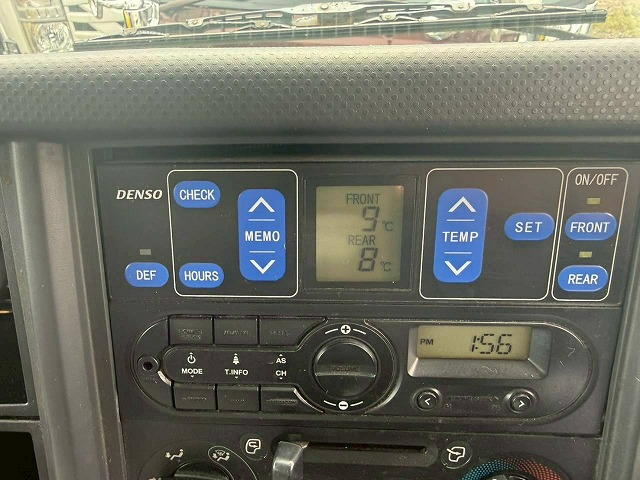 DENSO
CHECK
MEMO
DEF
HOURS
FRONT
9 ℃
REAR
8 ℃
TEMP
SET
ON/OFF
FRONT
REAR
MODE
T.INFO
AS
CH
VOLUME
PM 1:56